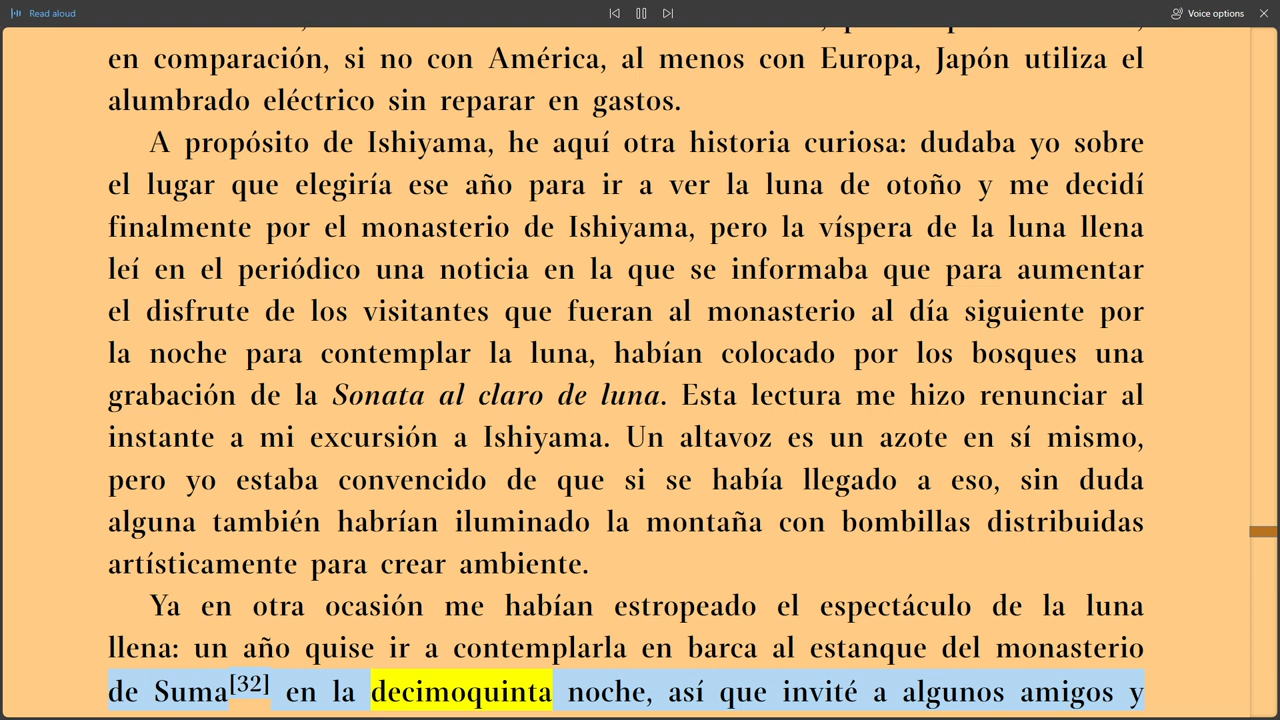 Read aloud
Voice options
en comparación, si no con América, al menos con Europa, Japón utiliza el
alumbrado eléctrico sin reparar en gastos.
A propósito de Ishiyama, he aquí otra historia curiosa: dudaba yo sobre
el lugar que elegiría ese año para ir a ver la luna de otoño y me decidí
finalmente por el monasterio de Ishiyama, pero la víspera de la luna llena
leí en el periódico una noticia en la que se informaba que para aumentar
el disfrute de los visitantes que fueran al monasterio al día siguiente por
la noche para contemplar la luna, habían colocado por los bosques una
grabación de la Sonata al claro de luna. Esta lectura me hizo renunciar al
instante a mi excursión a Ishiyama. Un altavoz es un azote en sí mismo,
pero yo estaba convencido de que si se había llegado a eso, sin duda
alguna también habrían iluminado la montaña con bombillas distribuidas
artísticamente para crear ambiente.
Ya en otra ocasión me habían estropeado el espectáculo de la luna
llena: un año quise ir a contemplarla en barca al estanque del monasterio
de Suma[32] en la decimoquinta noche, así que invité a algunos amigos y